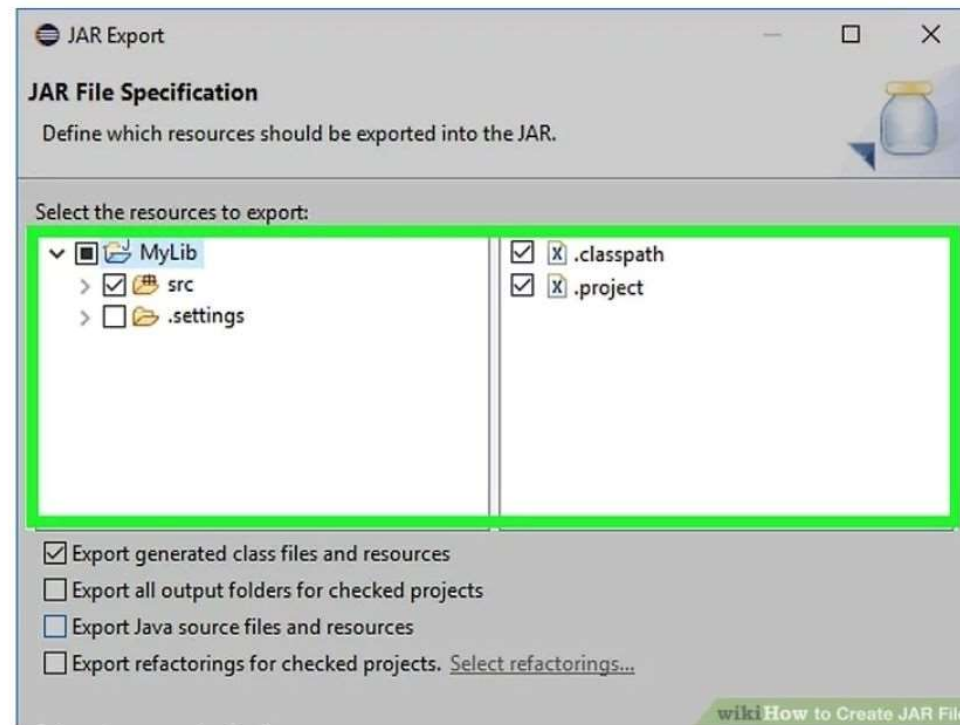 JAR Export
JAR File Specification
Define which resources should be exported into the JAR.
Select the resources to export:
MyLib
src
.settings
.classpath
.project
Export generated class files and resources
Export all output folders for checked projects
Export Java source files and resources
Export refactorings for checked projects. Select refactorings...
wikiHow to Create JAR File